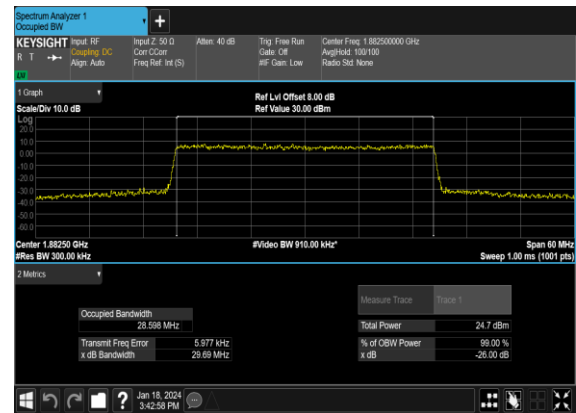 Spectrum Analyzer 1
Occupied BW
+
KEYSIGHT
R T
LV
Input: RF
Coupling: DC
Align: Auto
Input Z: 50 Ω
Corr CCorr
Freq Ref: Int (S)
Atten: 40 dB
Trig: Free Run
Gate: Off
#IF Gain: Low
Center Freq: 1.882500000 GHz
Avg|Hold: 100/100
Radio Std: None
1 Graph
Scale/Div 10.0 dB
Ref Lvl Offset 8.00 dB
Ref Value 30.00 dBm
Log
20.0
10.0
0.00
-10.0
-20.0
-30.0
-40.0
-50.0
-60.0
Center 1.88250 GHz
#Video BW 910.00 kHz*
Span 60 MHz
#Res BW 300.00 kHz
Sweep 1.00 ms (1001 pts)
2 Metrics
Measure Trace Trace 1
Occupied Bandwidth
28.598 MHz
Total Power 24.7 dBm
Transmit Freq Error 5.977 kHz
% of OBW Power 99.00 %
x dB Bandwidth 29.69 MHz
x dB -26.00 dB
?
Jan 18, 2024
3:42:58 PM